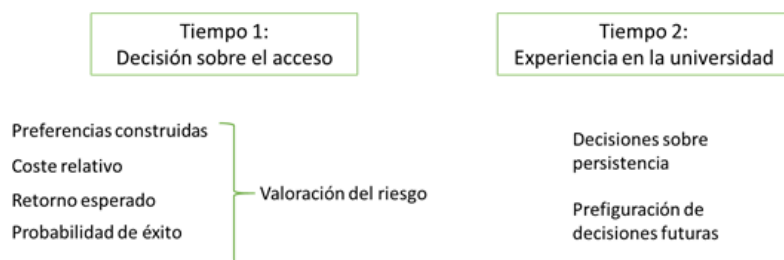 Tiempo 1:
Decisión sobre el acceso
Tiempo 2:
Experiencia en la universidad
Preferencias construidas
Coste relativo
Retorno esperado
Probabilidad de éxito
Valoración del riesgo
Decisiones sobre
persistencia
Prefiguración de
decisiones futuras